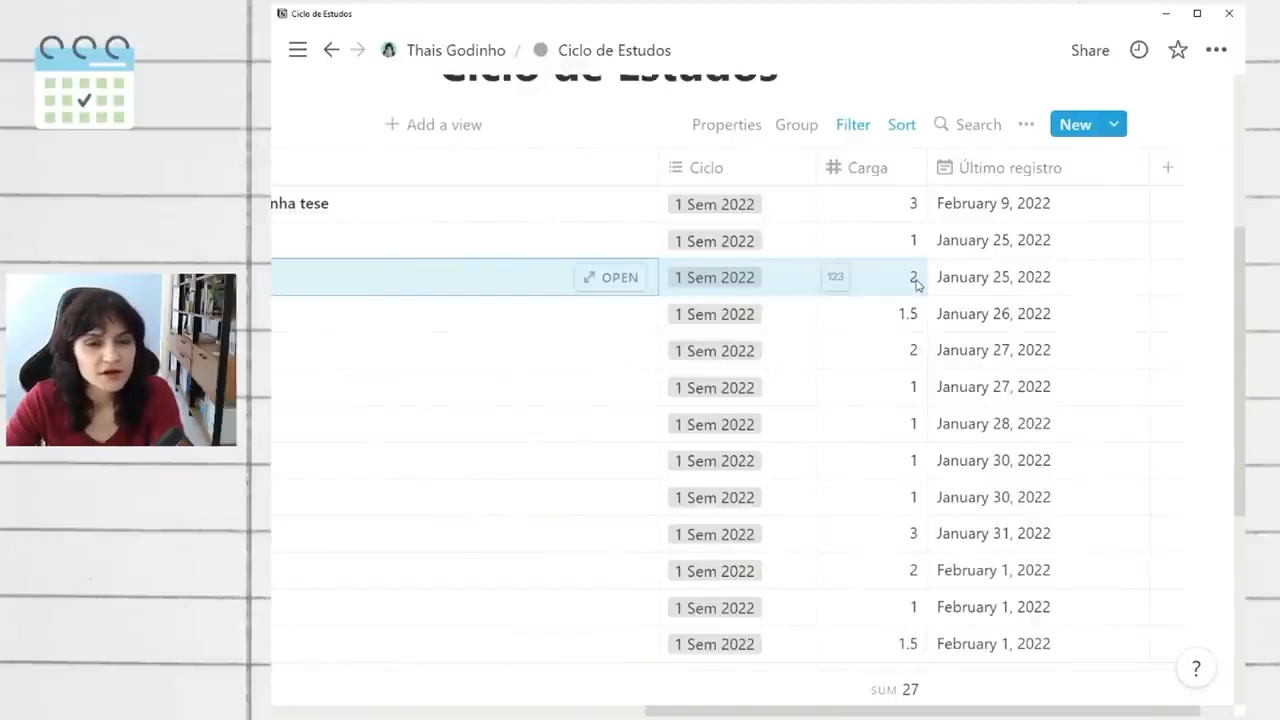 Ciclo de Estudos
Thais Godinho / Ciclo de Estudos Share
Ciclo de Estudos
Add a view Properties Group Filter Sort Search New
Ciclo Carga Último registro
nha tese 1 Sem 2022 3 February 9, 2022
1 Sem 2022 1 January 25, 2022
OPEN 1 Sem 2022 123 2 January 25, 2022
1 Sem 2022 1.5 January 26, 2022
1 Sem 2022 2 January 27, 2022
1 Sem 2022 1 January 27, 2022
1 Sem 2022 1 January 28, 2022
1 Sem 2022 1 January 30, 2022
1 Sem 2022 1 January 30, 2022
1 Sem 2022 3 January 31, 2022
1 Sem 2022 2 February 1, 2022
1 Sem 2022 1 February 1, 2022
1 Sem 2022 1.5 February 1, 2022
SUM 27
?